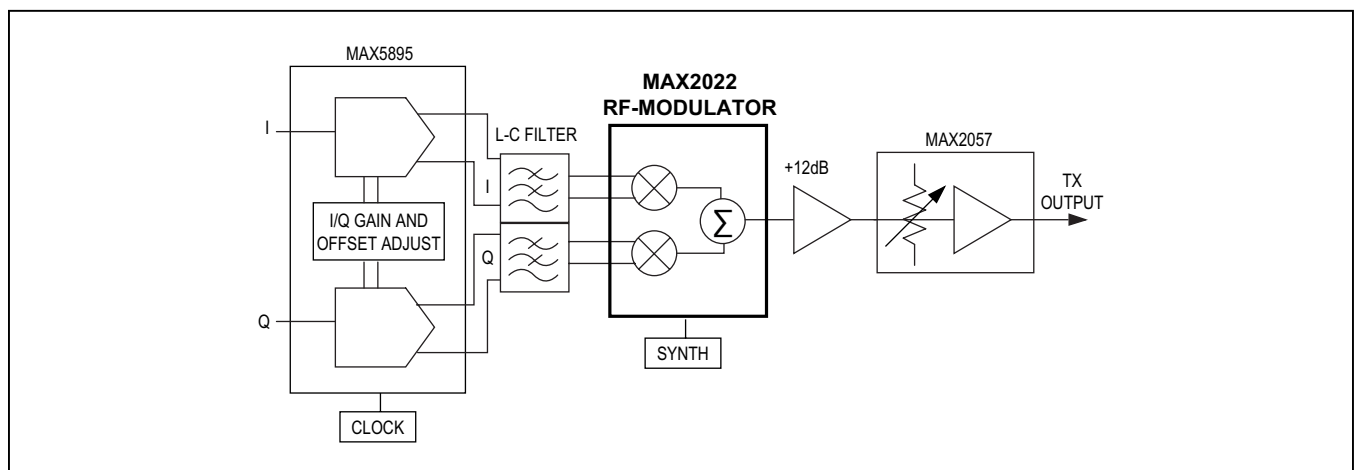 MAX5895
I
I/Q GAIN AND
OFFSET ADJUST
Q
CLOCK
L-C FILTER
I
Q
MAX2022
RF-MODULATOR
Σ
SYNTH
+12dB
MAX2057
TX
OUTPUT